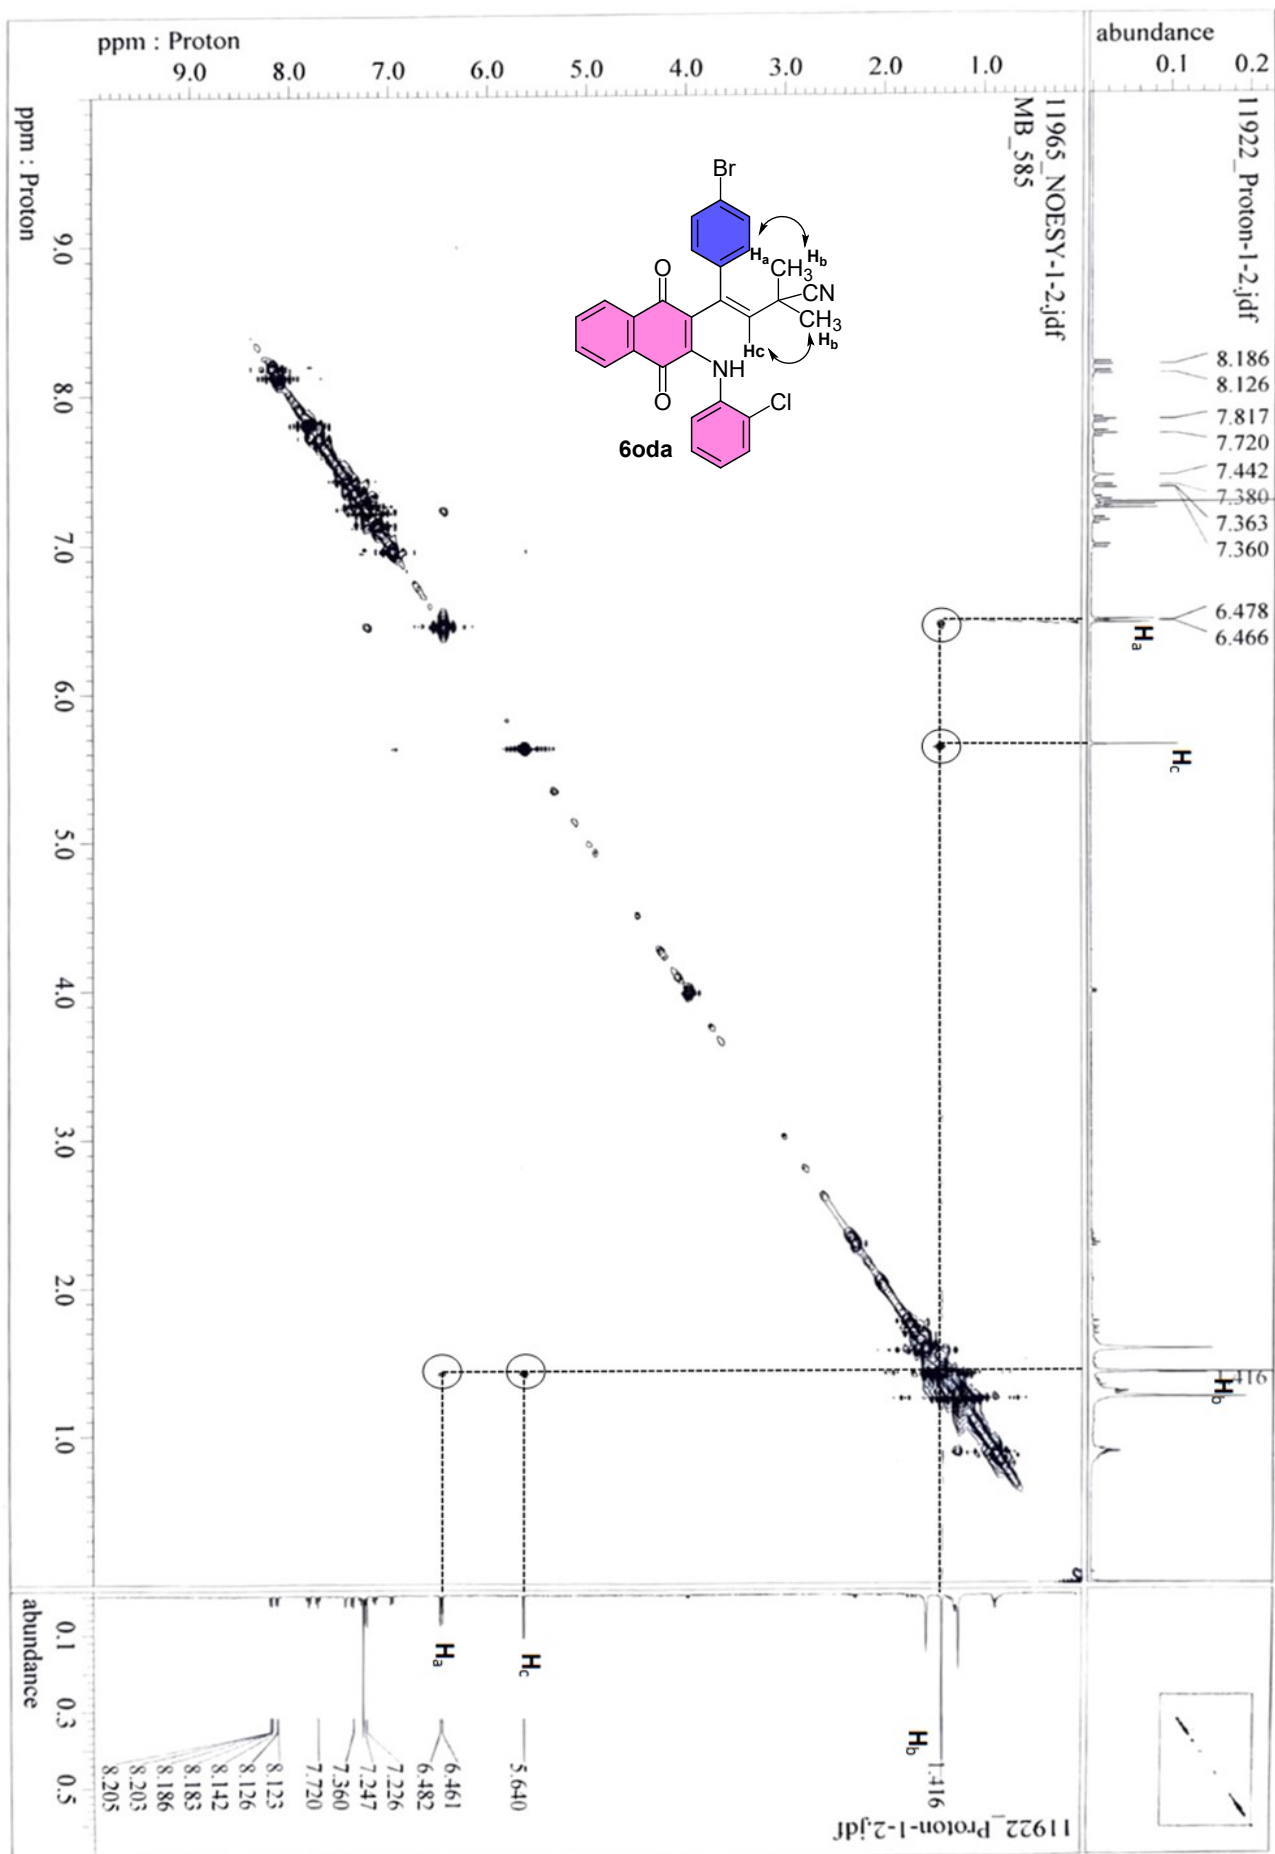 ppm : Proton
9.0 8.0 7.0 6.0 5.0 4.0 3.0 2.0 1.0
abundance
0.1 0.2
11922_Proton-1-2.jdf
11965_NOESY-1-2.jdf
MB_585
Br
Ha
Hb
CH3
CN
CH3
Hb
Hc
O
O
NH
Cl
6oda
8.186
8.126
7.817
7.720
7.442
7.380
7.363
7.360
6.478
6.466
Ha
Hc
1.416
Hb
ppm : Proton
9.0
8.0
7.0
6.0
5.0
4.0
3.0
2.0
1.0
abundance
0.1
0.3
0.5
Ha
Hc
Hb
8.205
8.203
8.186
8.183
8.142
8.126
8.123
7.720
7.360
7.247
7.226
6.482
6.461
5.640
1.416
11922_Proton-1-2.jdf